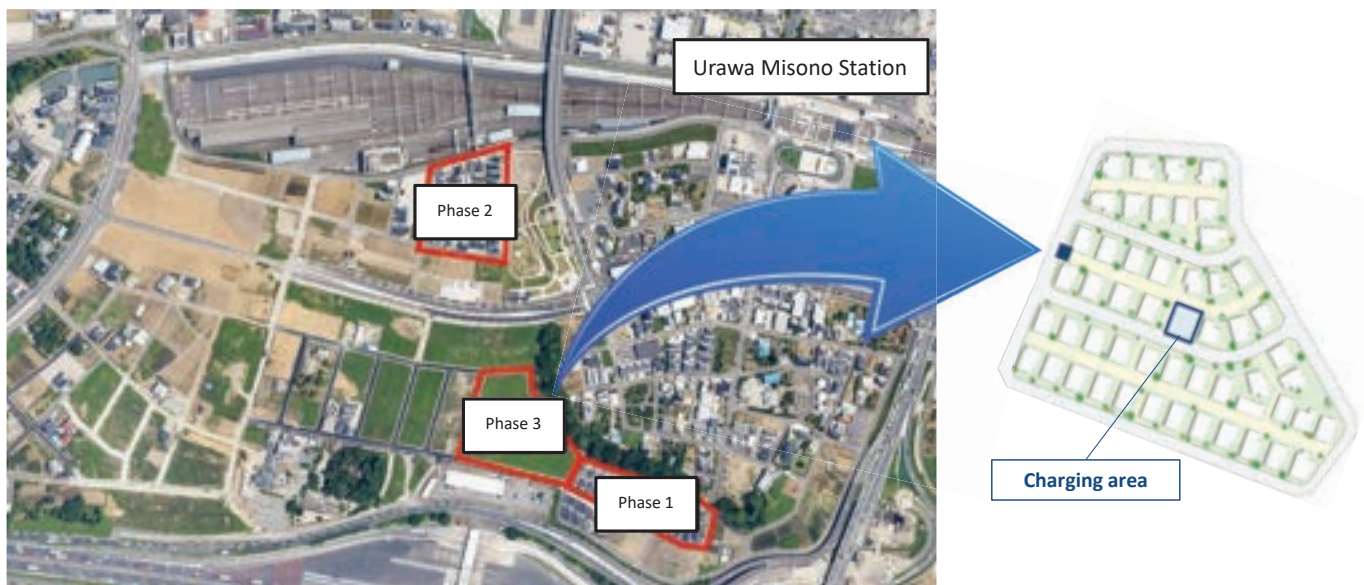 Urawa Misono Station
Phase 2
Phase 3
Phase 1
Charging area